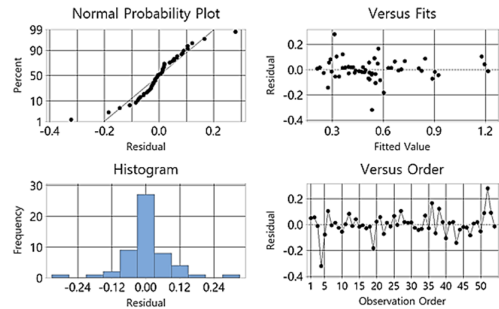 Normal Probability Plot
99
90
50
10
1
Percent
-0.4 -0.2 0.0 0.2 0.4
Residual
Versus Fits
0.2
0.0
-0.2
-0.4
Residual
0.3 0.6 0.9 1.2
Fitted Value
Histogram
30
20
10
0
Frequency
-0.24 -0.12 0.00 0.12 0.24
Residual
Versus Order
0.2
0.0
-0.2
-0.4
Residual
1 5 10 15 20 25 30 35 40 45 50
Observation Order